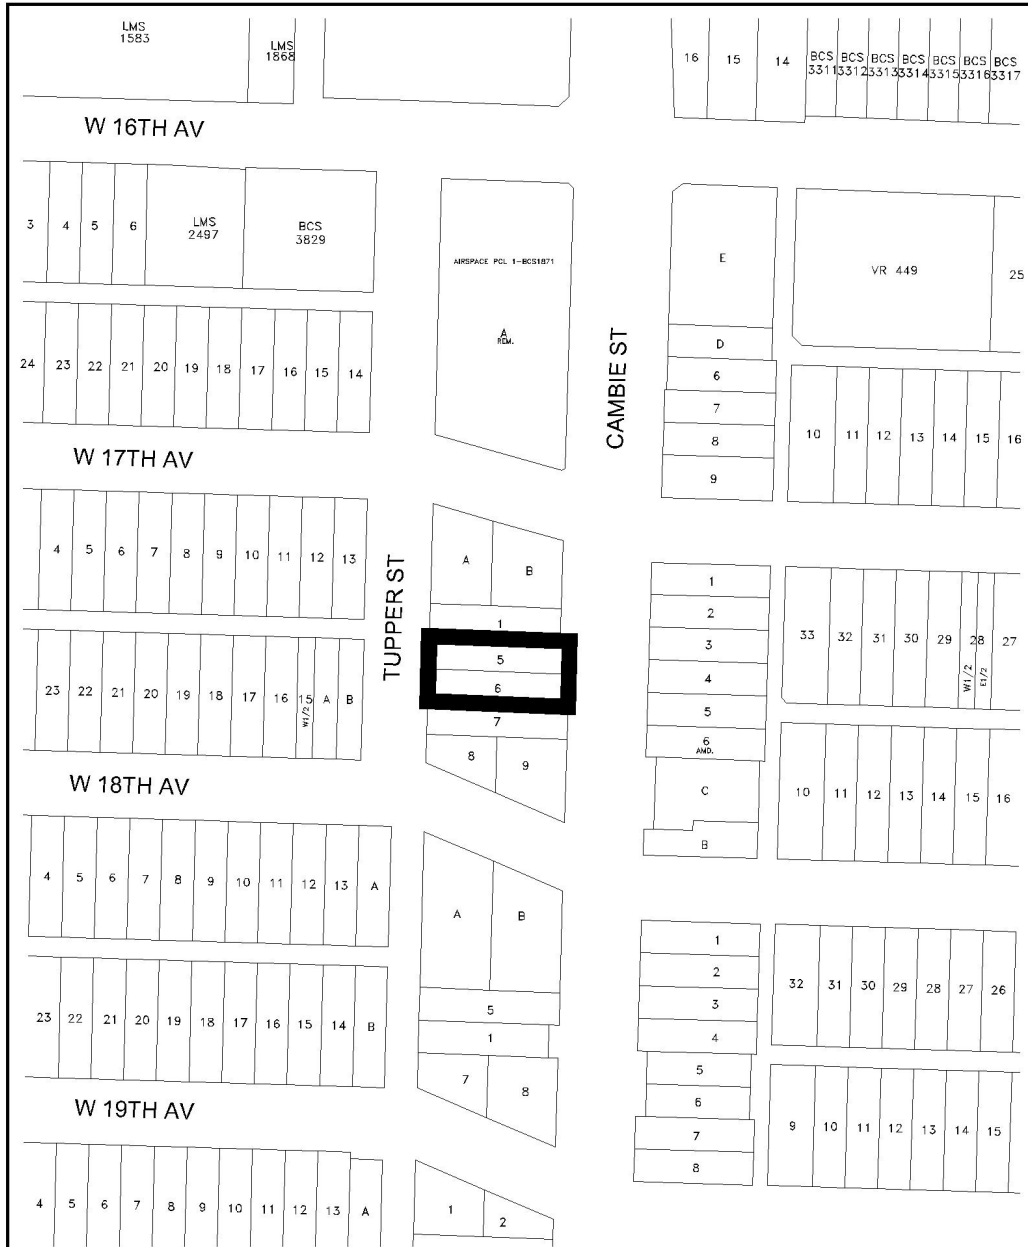 LMS
1583
LMS
1868
16 15 14 BCS BCS BCS BCS BCS BCS BCS
3311 3312 3313 3314 3315 3316 3317
W 16TH AV
3 4 5 6 LMS
2497
BCS
3829
AIRSPACE PCL 1-BCS1871
A
REM.
E
VR 449
25
D
24 23 22 21 20 19 18 17 16 15 14
CAMBIE ST
6
7
8
9
10 11 12 13 14 15 16
W 17TH AV
4 5 6 7 8 9 10 11 12 13
TUPPER ST
A B
1
5
6
7
8 9
1
2
3
4
5
6
AMD.
C
B
33 32 31 30 29 28 27
W1/2 E1/2
23 22 21 20 19 18 17 16 15 A B
W1/2
10 11 12 13 14 15 16
W 18TH AV
4 5 6 7 8 9 10 11 12 13 A
A B
5
1
7 8
1
2
3
4
5
6
7
8
32 31 30 29 28 27 26
23 22 21 20 19 18 17 16 15 14 B
9 10 11 12 13 14 15
W 19TH AV
4 5 6 7 8 9 10 11 12 13 A
1 2